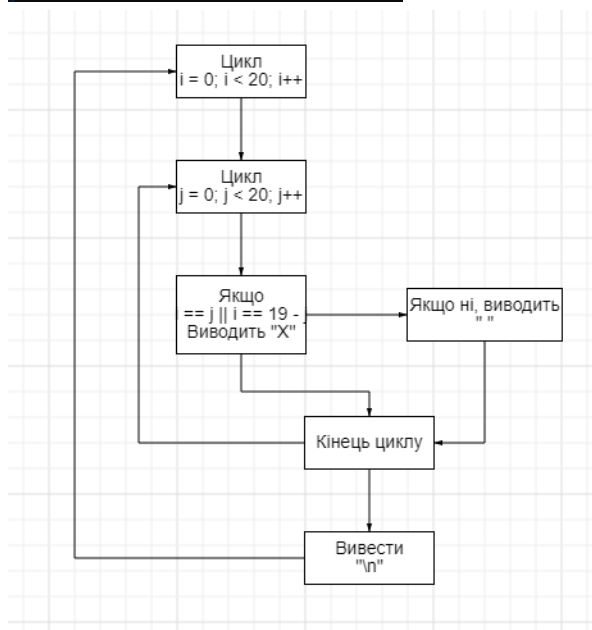 Цикл
i = 0; i < 20; i++
Цикл
j = 0; j < 20; j++
Якщо
i == j || i == 19 - j
Виводить "X"
Якщо ні, виводить
" "
Кінець циклу
Вивести
"\n"